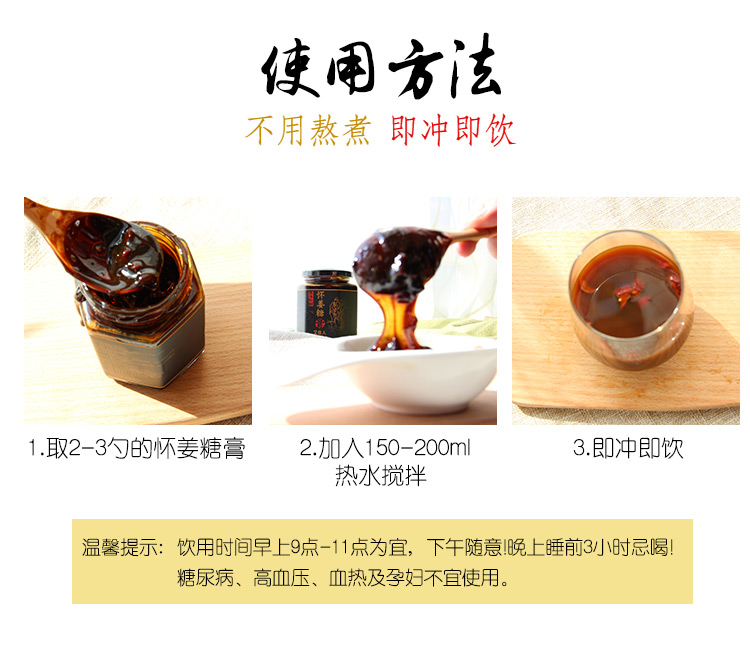 使用方法
不用熬煮 即冲即饮
怀姜糖
1.取2-3勺的怀姜糖膏
2.加入150-200ml
热水搅拌
3.即冲即饮
温馨提示: 饮用时间早上9点-11点为宜，下午随意!晚上睡前3小时忌喝!
糖尿病、高血压、血热及孕妇不宜使用。